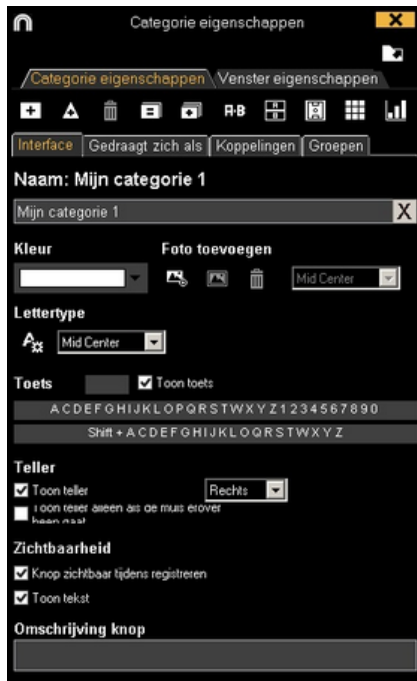 Categorie eigenschappen
X
Categorie eigenschappen Venster eigenschappen
A·B
Interface Gedraagt zich als Koppelingen Groepen
Naam: Mijn categorie 1
Mijn categorie 1 X
Kleur Foto toevoegen
Mid Center
Lettertype
Mid Center
Toets Toon toets
A C D E F G H I J K L O P Q R S T W X Y Z 1 2 3 4 5 6 7 8 9 0
Shift + A C D E F G H I J K L O Q R S T W X Y Z
Teller
Toon teller Rechts
Toon teller alleen als de muis erover
heen gaat
Zichtbaarheid
Knop zichtbaar tijdens registreren
Toon tekst
Omschrijving knop